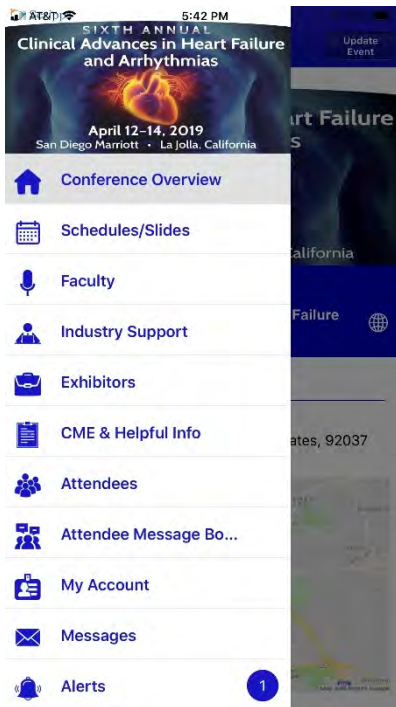 AT&T
5:42 PM
SIXTH ANNUAL
Clinical Advances in Heart Failure
and Arrhythmias
April 12-14, 2019
San Diego Marriott • La Jolla, California
Update
Event
rt Failure
s
alifornia
Conference Overview
Schedules/Slides
Faculty
Industry Support
Failure
Exhibitors
CME & Helpful Info
ates, 92037
Attendees
Attendee Message Bo...
My Account
Messages
Alerts
1